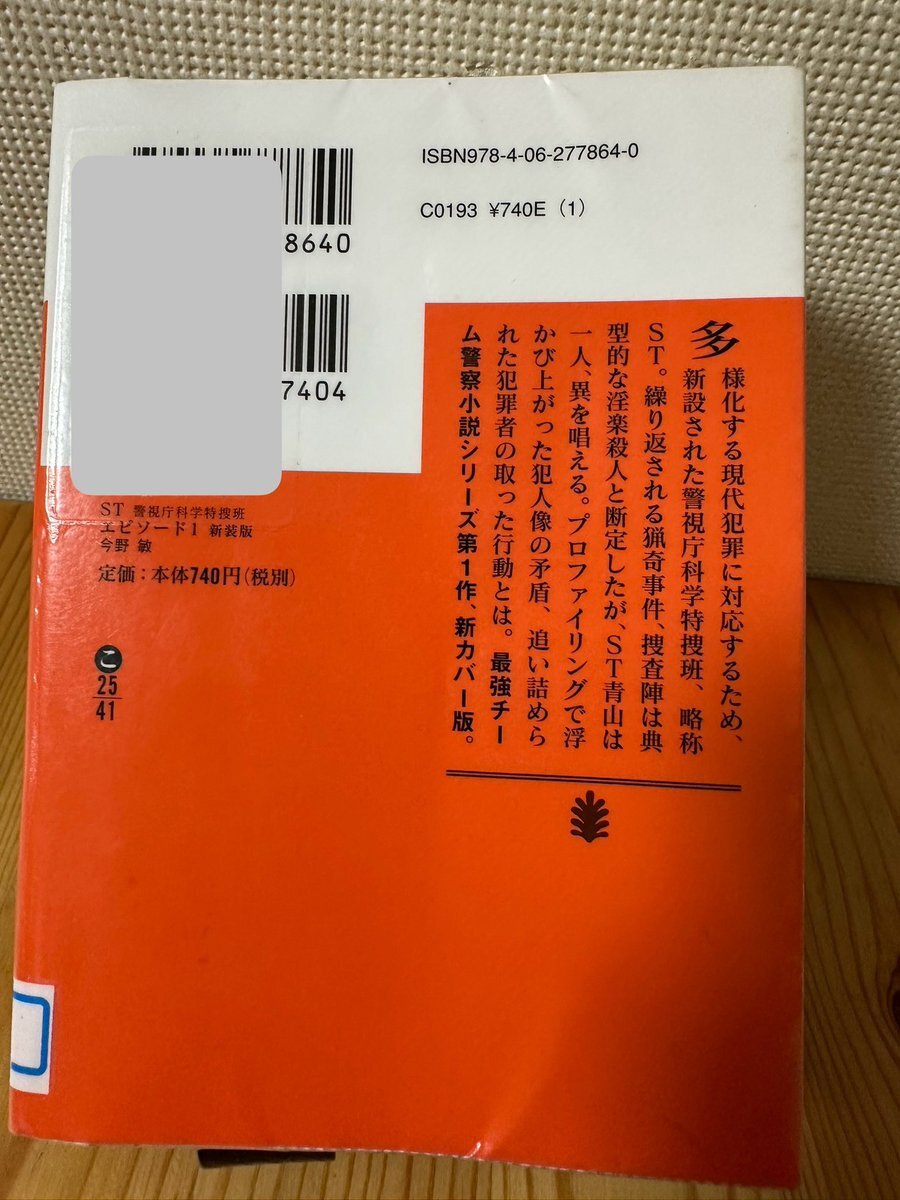 ISBN978-4-06-277864-0
C0193 ¥740E（1）
8640
7404
多様化する現代犯罪に対応するため、
新設された警視庁科学特捜班、略称
ST。繰り返される猟奇事件、捜査陣は典
型的な淫楽殺人と断定したが、ST青山は
一人、異を唱える。プロファイリングで浮
かび上がった犯人像の矛盾、追い詰めら
れた犯罪者の取った行動とは。最強チー
ム警察小説シリーズ第1作、新カバー版。
ST 警視庁科学特捜班
エピソード1 新装版
今野 敏
定価：本体740円（税別）
こ
25
41